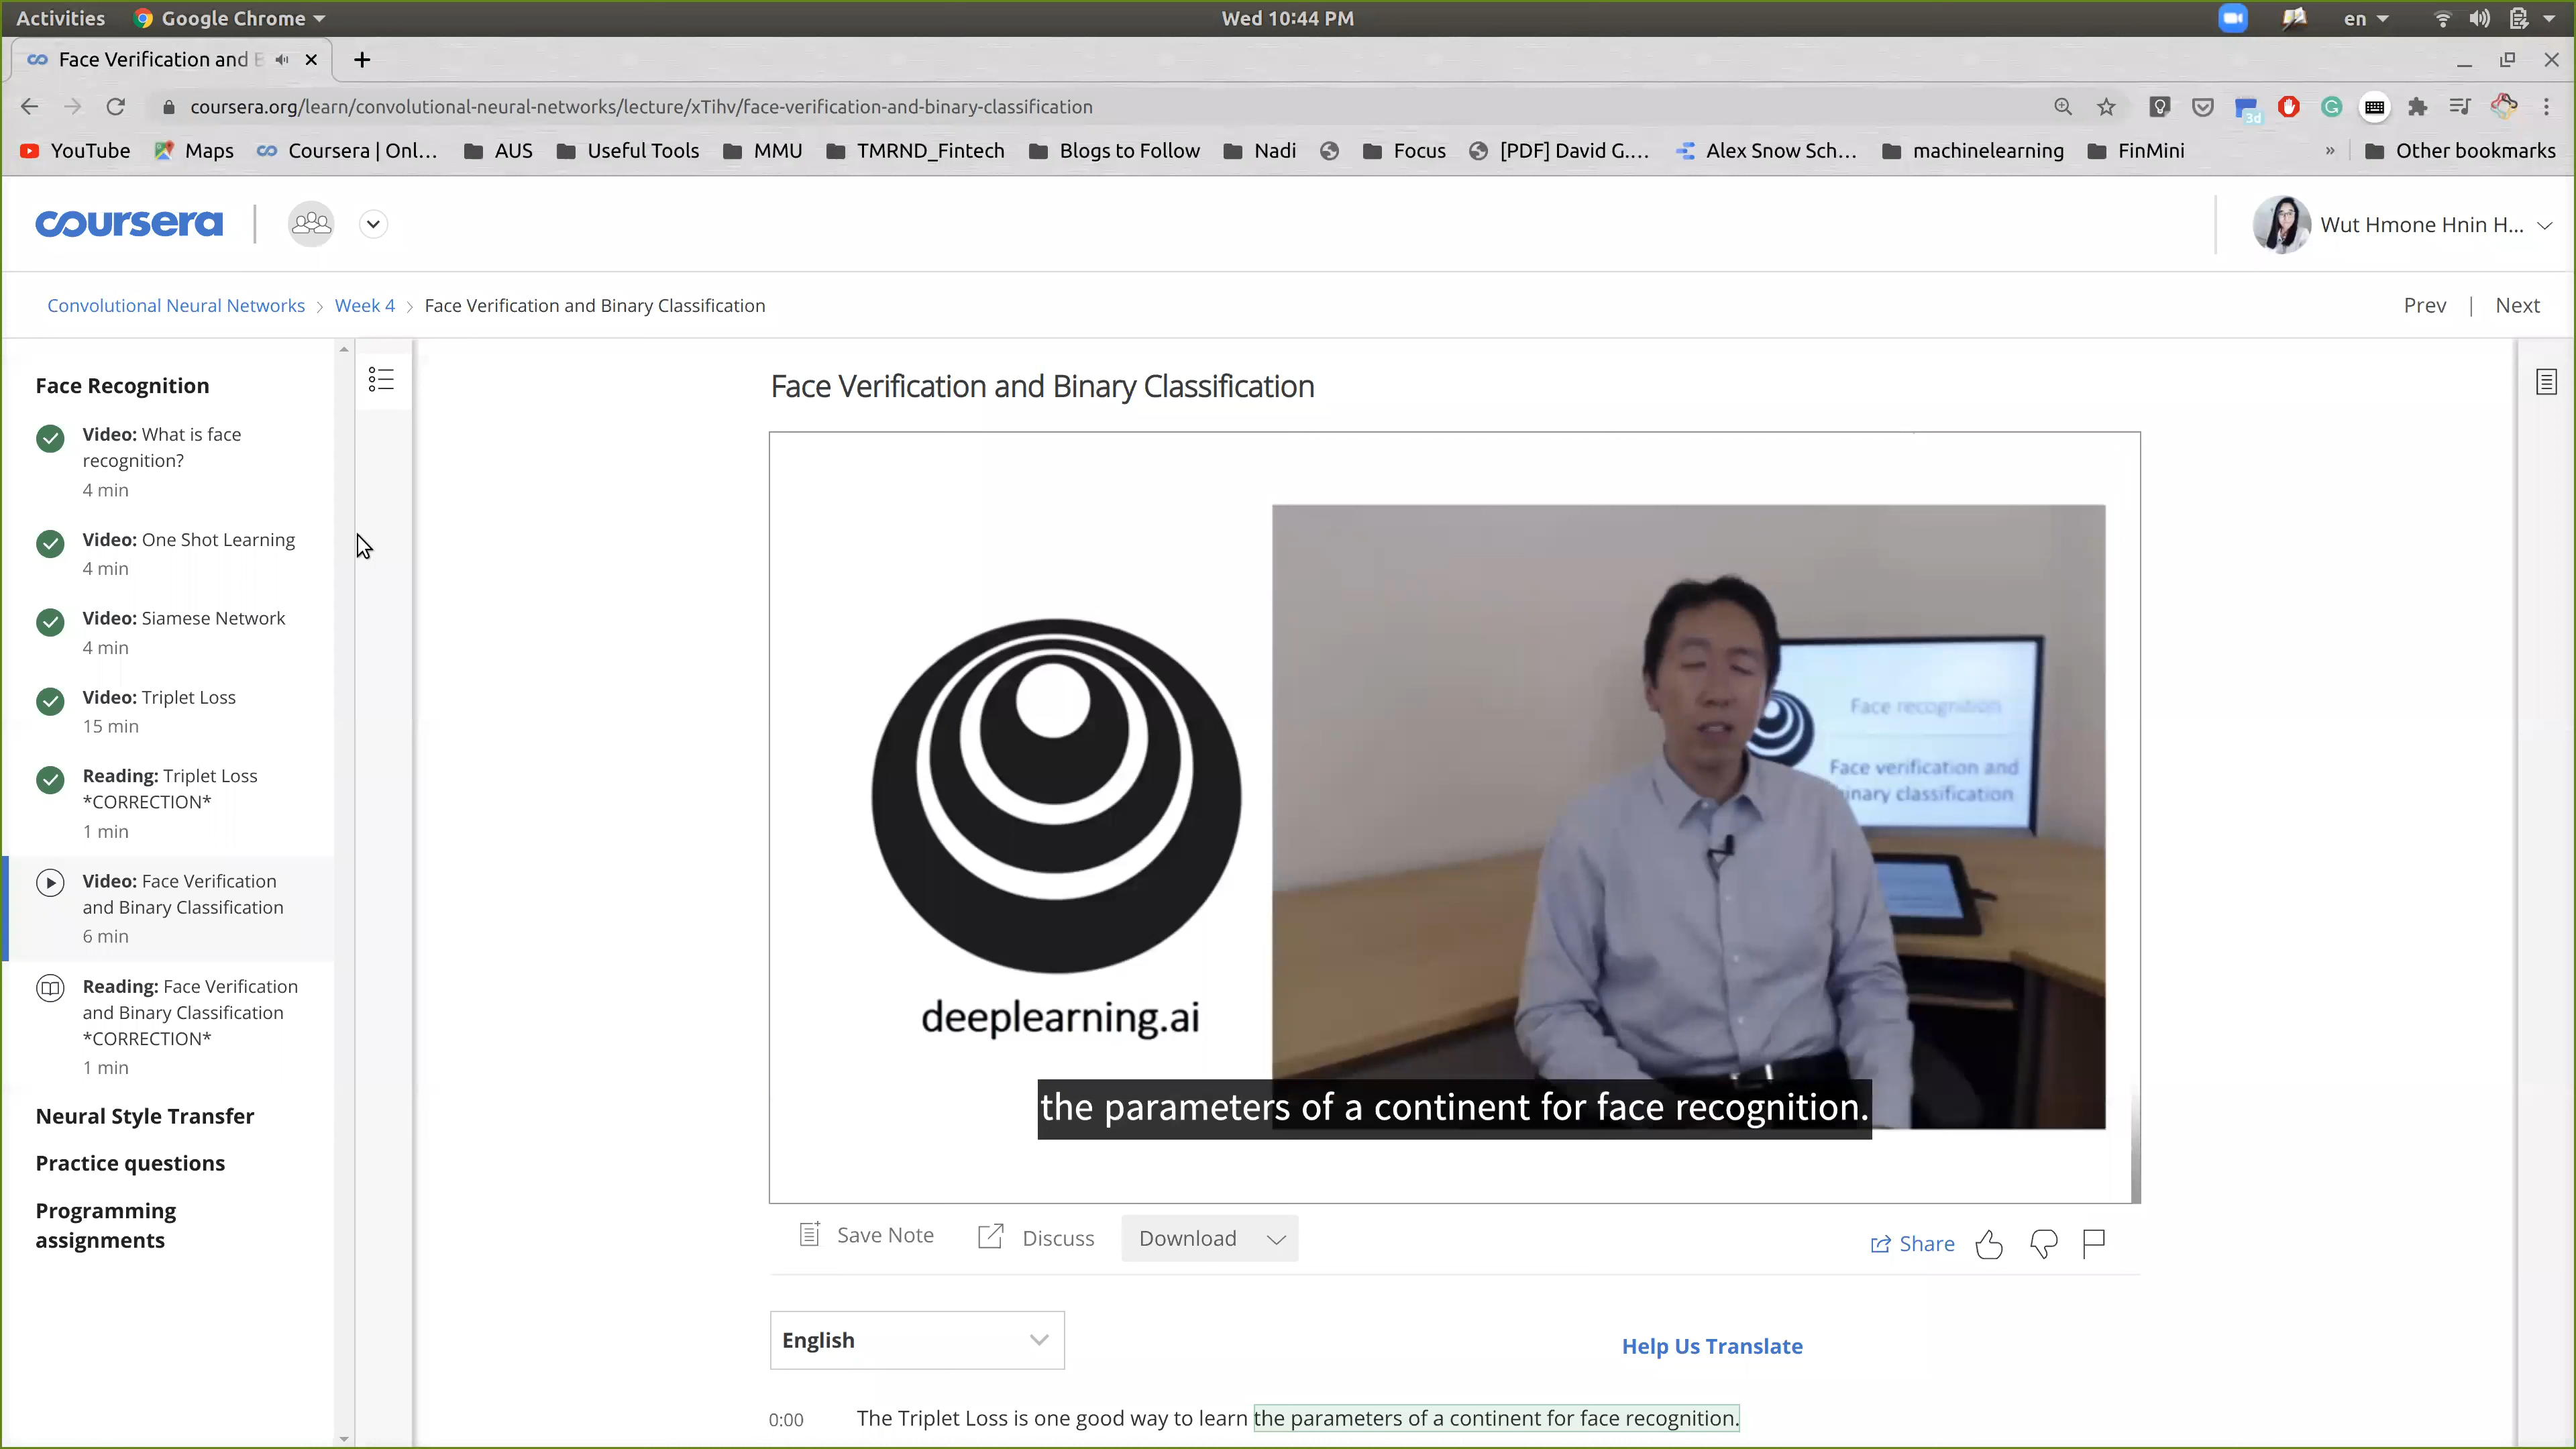 Activities
Google Chrome
Wed 10:44 PM
en
Face Verification and B
coursera.org/learn/convolutional-neural-networks/lecture/xTihv/face-verification-and-binary-classification
3d
YouTube
Maps
Coursera | Onl...
AUS
Useful Tools
MMU
TMRND_Fintech
Blogs to Follow
Nadi
Focus
[PDF] David G....
Alex Snow Sch...
machinelearning
FinMini
»
Other bookmarks
coursera
Wut Hmone Hnin H...
Convolutional Neural Networks > Week 4 > Face Verification and Binary Classification
Prev | Next
Face Recognition
Video: What is face
recognition?
4 min
Video: One Shot Learning
4 min
Video: Siamese Network
4 min
Video: Triplet Loss
15 min
Reading: Triplet Loss
*CORRECTION*
1 min
Video: Face Verification
and Binary Classification
6 min
Reading: Face Verification
and Binary Classification
*CORRECTION*
1 min
Neural Style Transfer
Practice questions
Programming
assignments
Face Verification and Binary Classification
deeplearning.ai
Face recognition
Face verification and
binary classification
the parameters of a continent for face recognition.
Save Note
Discuss
Download
Share
English
Help Us Translate
0:00
The Triplet Loss is one good way to learn the parameters of a continent for face recognition.